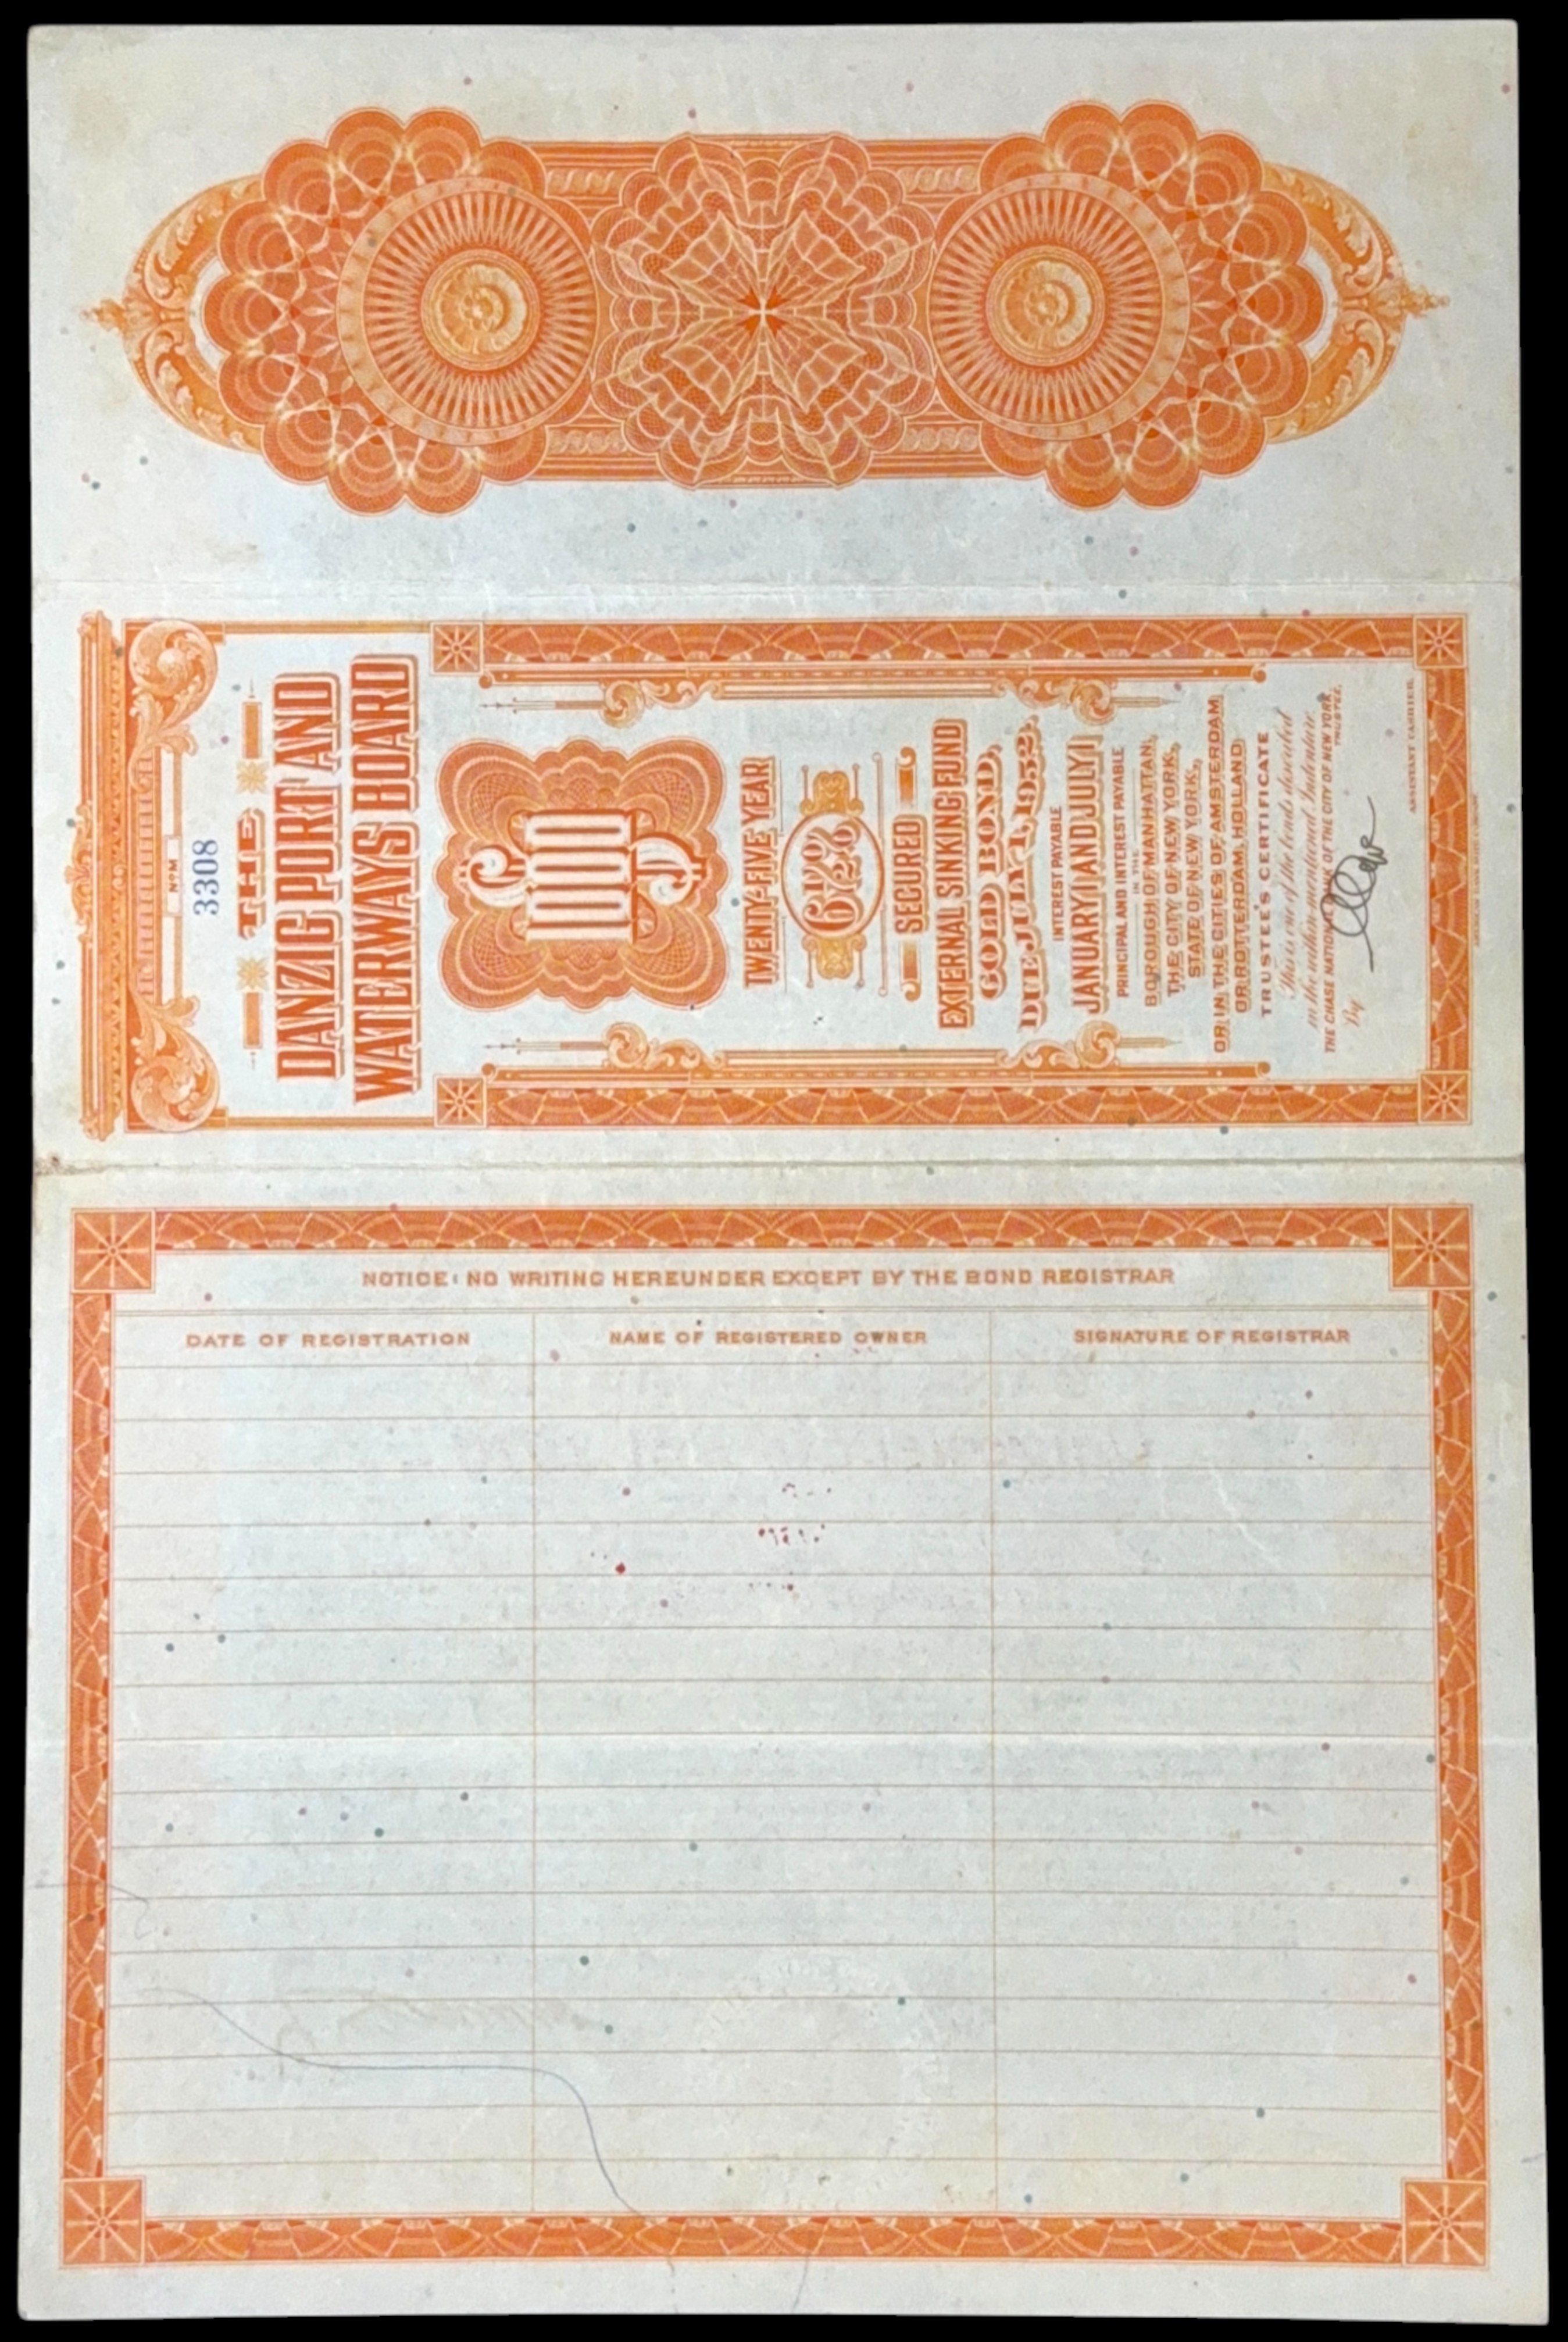 Nº M
3308
THE
DANZIG PORT AND
WATERWAYS BOARD
$1000
TWENTY-FIVE YEAR
6½%
SECURED
EXTERNAL SINKING FUND
GOLD BOND,
DUE JULY 1, 1952.
INTEREST PAYABLE
JANUARY AND JULY 1
PRINCIPAL AND INTEREST PAYABLE
IN THE
BOROUGH OF MANHATTAN,
THE CITY OF NEW YORK,
STATE OF NEW YORK,
OR IN THE CITIES OF AMSTERDAM
OR ROTTERDAM, HOLLAND
TRUSTEE'S CERTIFICATE
This is one of the bonds described
in the within-mentioned Indenture.
THE CHASE NATIONAL BANK OF THE CITY OF NEW YORK,
TRUSTEE.
By
ASSISTANT CASHIER.
NOTICE: NO WRITING HEREUNDER EXCEPT BY THE BOND REGISTRAR
DATE OF REGISTRATION NAME OF REGISTERED OWNER SIGNATURE OF REGISTRAR